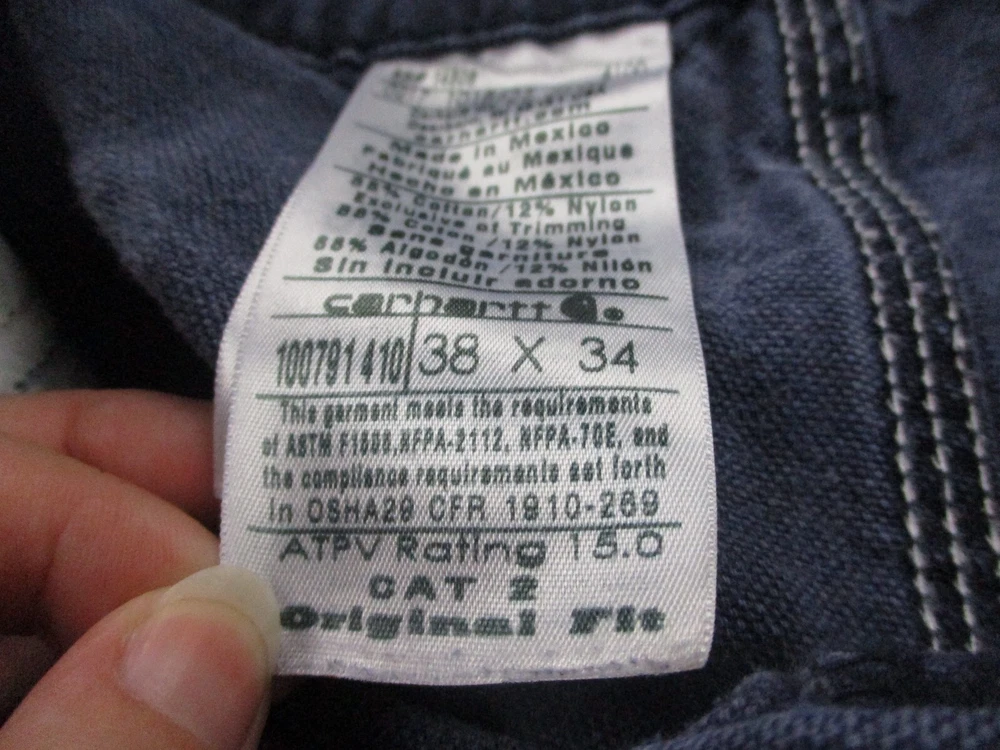 Made in Mexico
Fabriqué au Mexique
Hecho en México
88% Cotton/12% Nylon
Exclusive of Trimming
88% Coton /12% Nylon
Sans Garniture
88% Algodón /12% Nilón
Sin incluir adorno
carhartt
100791410 38 X 34
This garment meets the requirements
of ASTM F1506,NFPA-2112, NFPA-70E, and
the compliance requirements set forth
in OSHA29 CFR 1910-269
ATPV Rating 15.0
CAT 2
Original Fit